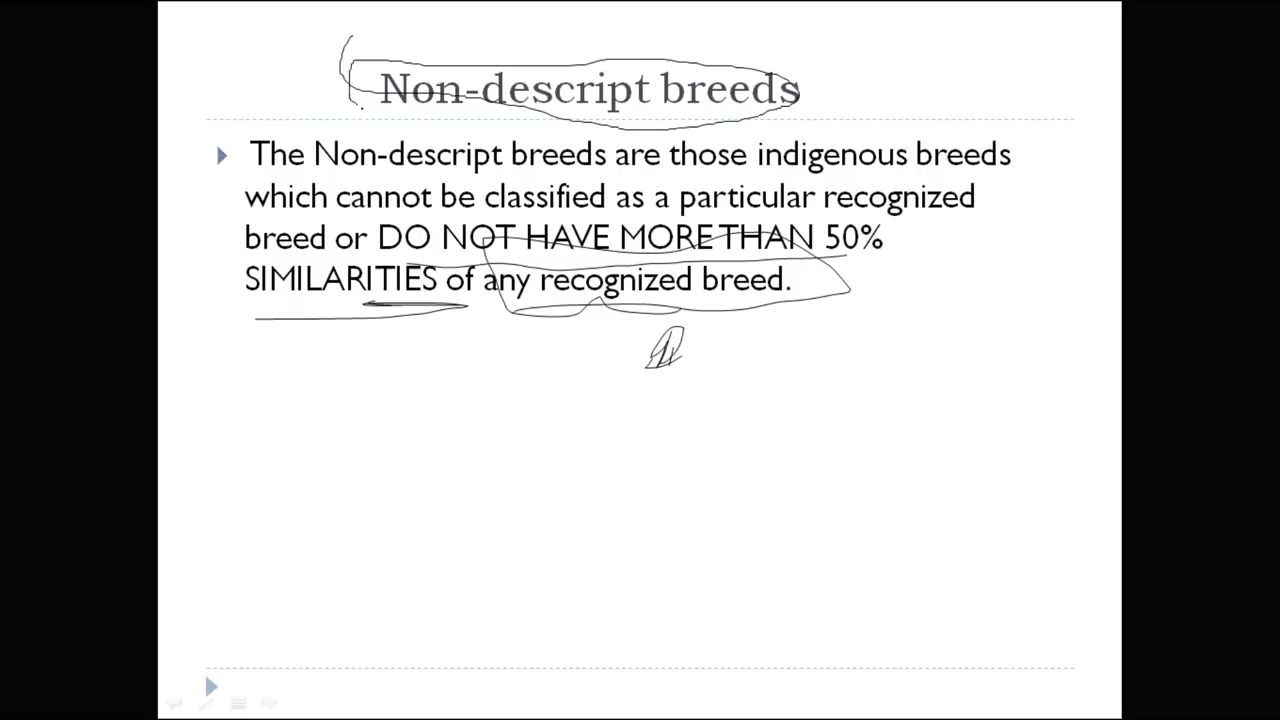 Non-descript breeds
The Non-descript breeds are those indigenous breeds
which cannot be classified as a particular recognized
breed or DO NOT HAVE MORE THAN 50%
SIMILARITIES of any recognized breed.